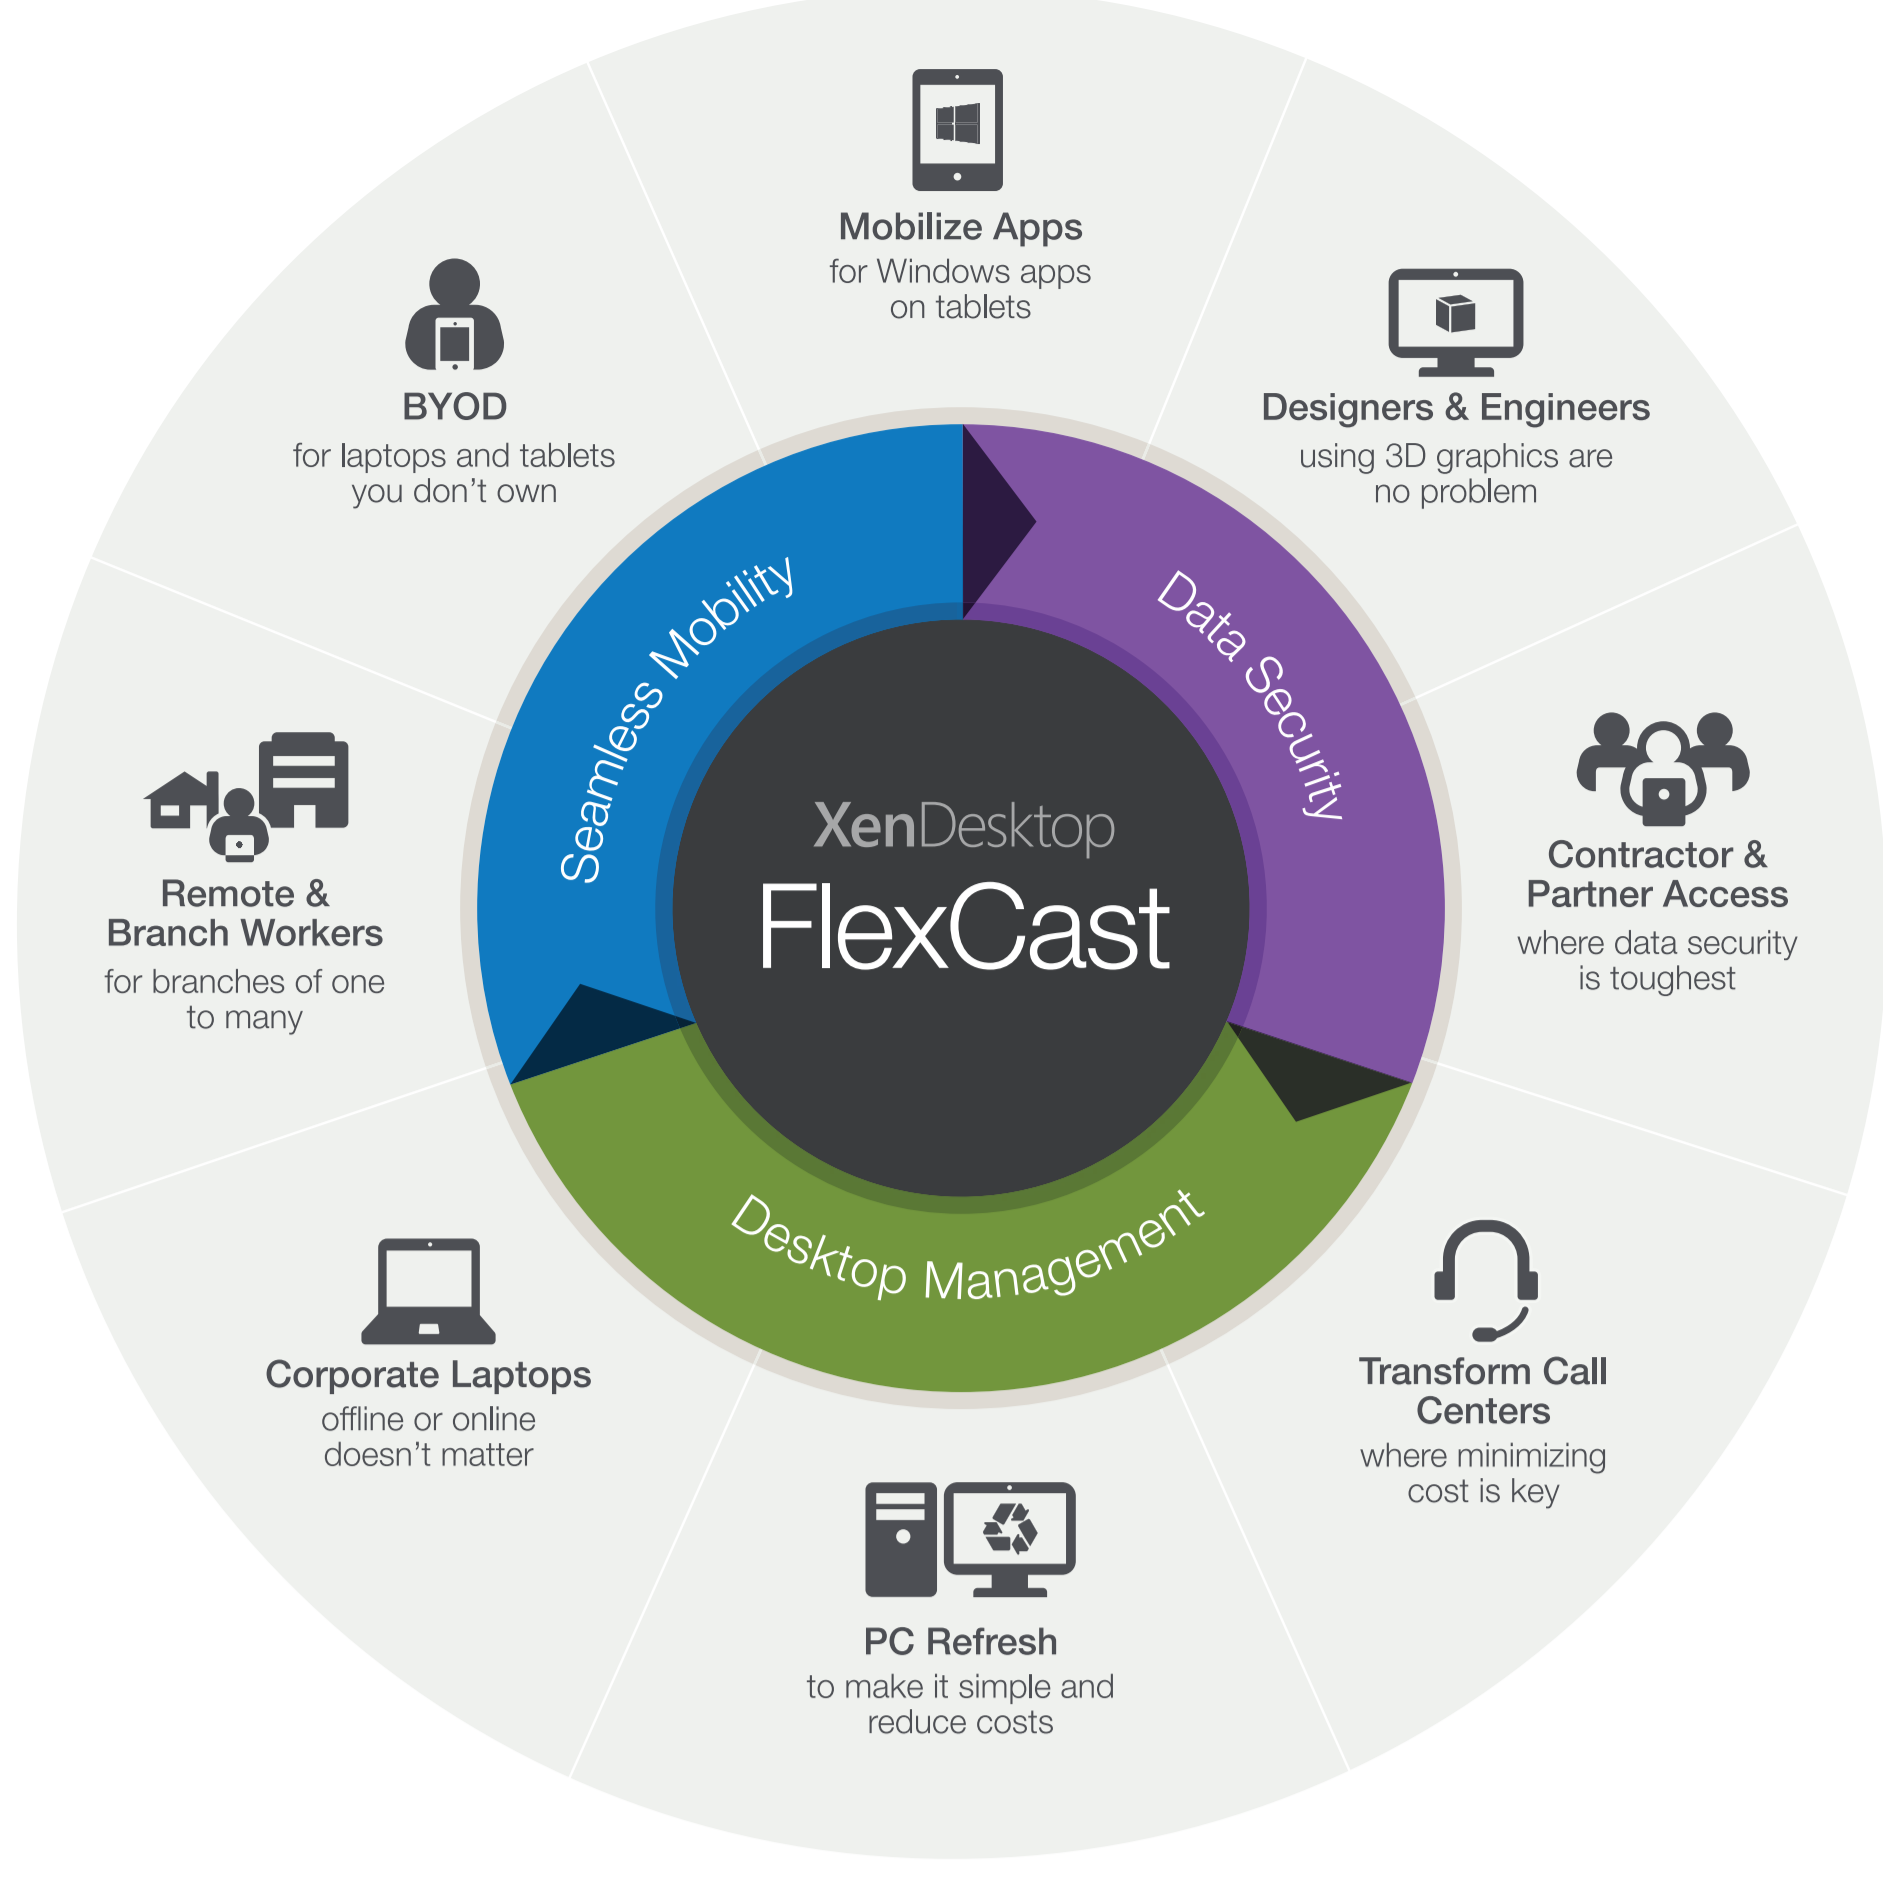 Mobilize Apps
for Windows apps
on tablets
Designers & Engineers
using 3D graphics are
no problem
Contractor &
Partner Access
where data security
is toughest
Transform Call
Centers
where minimizing
cost is key
PC Refresh
to make it simple and
reduce costs
Corporate Laptops
offline or online
doesn't matter
Remote &
Branch Workers
for branches of one
to many
BYOD
for laptops and tablets
you don't own
Seamless Mobility
Data Security
Desktop Management
XenDesktop
FlexCast